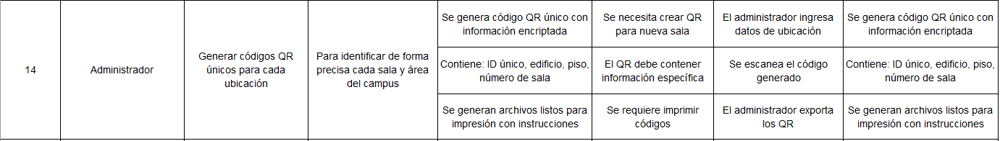 14
Administrador
Generar códigos QR
únicos para cada
ubicación
Para identificar de forma
precisa cada sala y área
del campus
Se genera código QR único con
información encriptada
Se necesita crear QR
para nueva sala
El administrador ingresa
datos de ubicación
Se genera código QR único con
información encriptada
Contiene: ID único, edificio, piso,
número de sala
El QR debe contener
información específica
Se escanea el código
generado
Contiene: ID único, edificio, piso,
número de sala
Se generan archivos listos para
impresión con instrucciones
Se requiere imprimir
códigos
El administrador exporta
los QR
Se generan archivos listos para
impresión con instrucciones